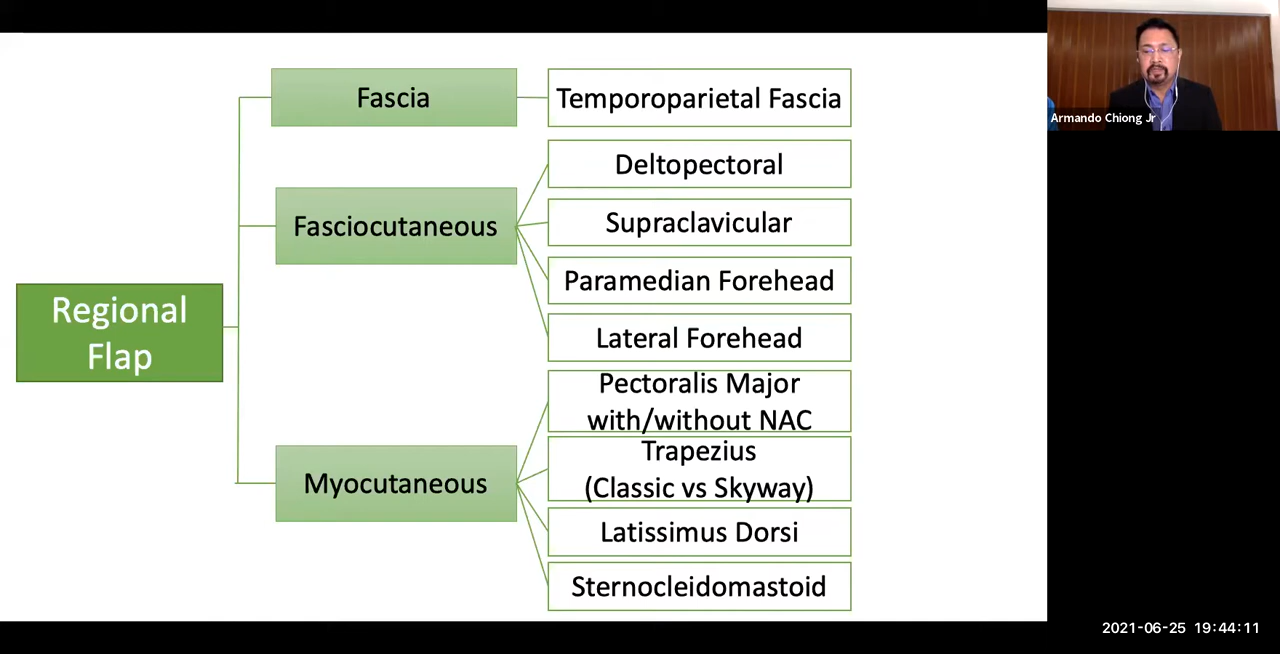 Regional
Flap
Fascia
Temporoparietal Fascia
Fasciocutaneous
Deltopectoral
Supraclavicular
Paramedian Forehead
Lateral Forehead
Myocutaneous
Pectoralis Major
with/without NAC
Trapezius
(Classic vs Skyway)
Latissimus Dorsi
Sternocleidomastoid
Armando Chiong Jr
2021-06-25 19:44:11